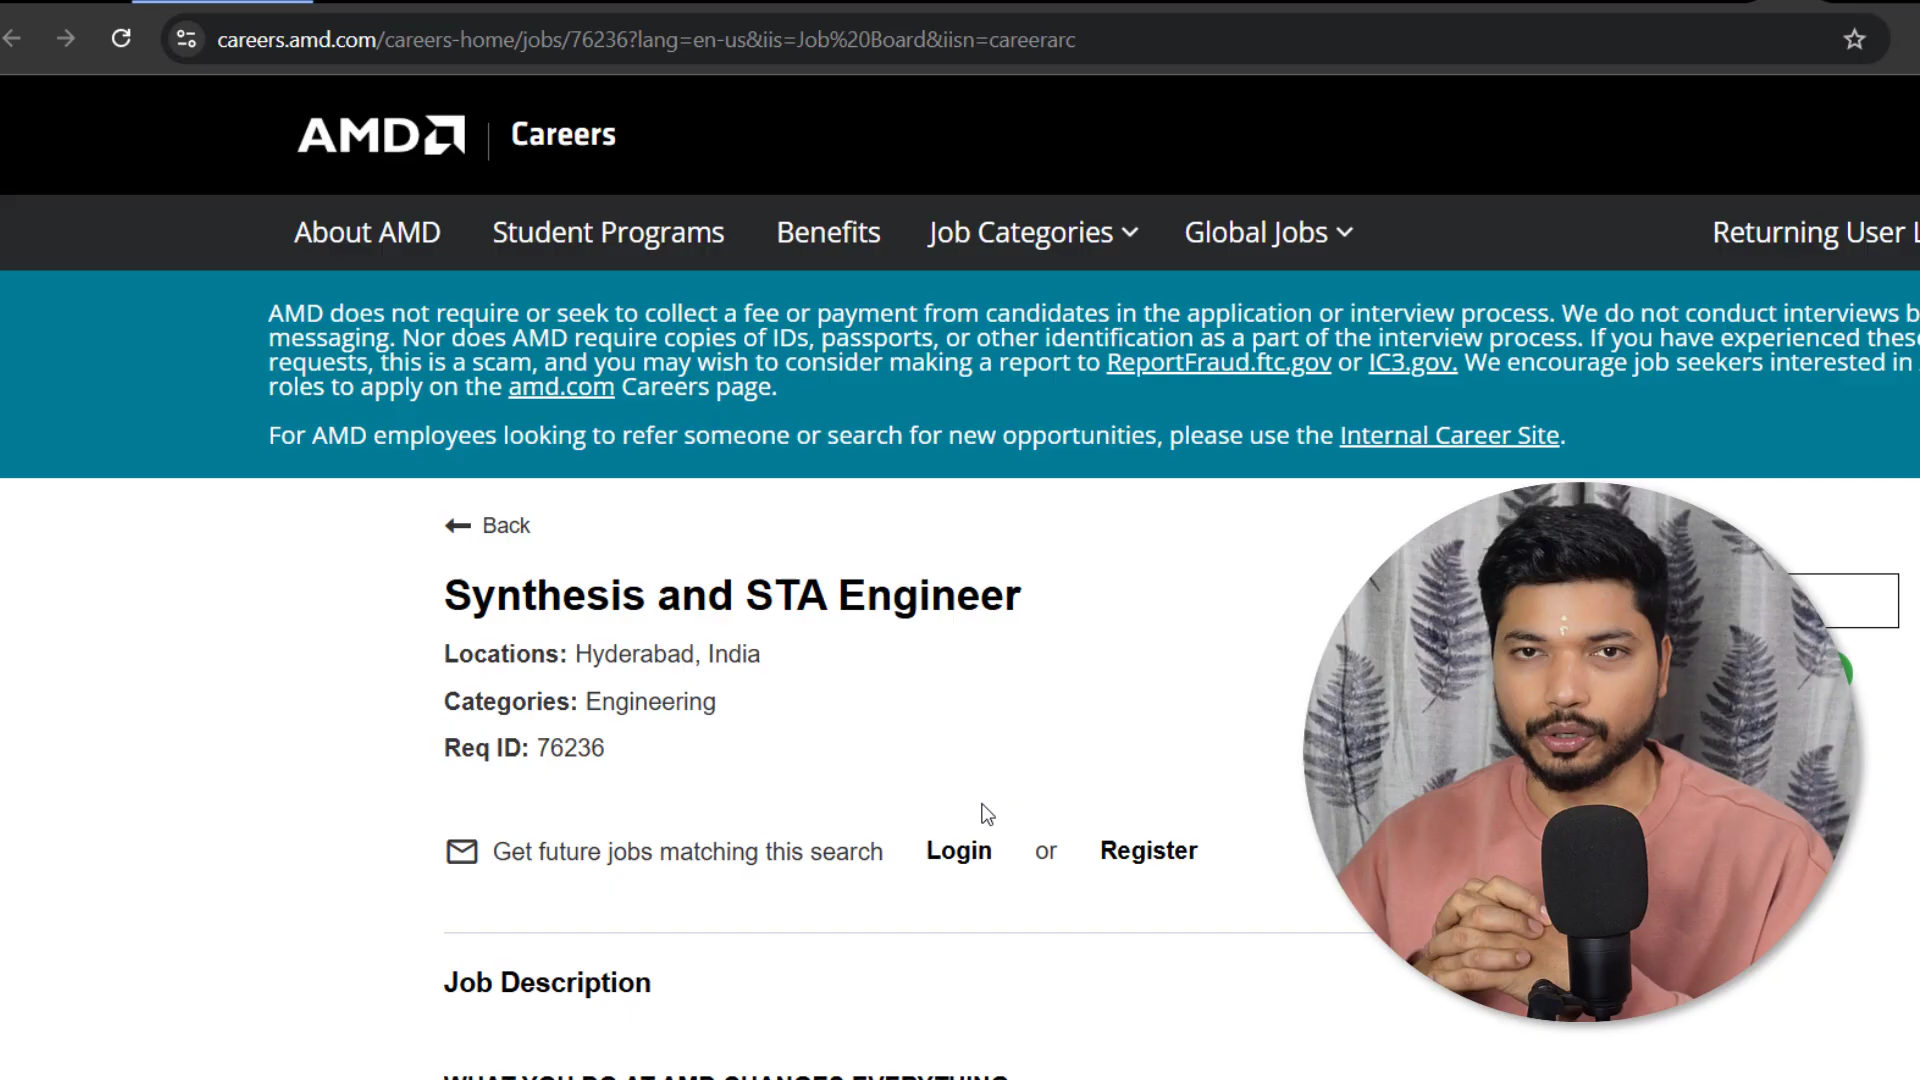 careers.amd.com/careers-home/jobs/76236?lang=en-us&iis=Job%20Board&iisn=careerarc
AMD | Careers
About AMD Student Programs Benefits Job Categories Global Jobs Returning User
AMD does not require or seek to collect a fee or payment from candidates in the application or interview process. We do not conduct interviews
messaging. Nor does AMD require copies of IDs, passports, or other identification as a part of the interview process. If you have experienced
requests, this is a scam, and you may wish to consider making a report to ReportFraud.ftc.gov or IC3.gov. We encourage job seekers interested in
roles to apply on the amd.com Careers page.
For AMD employees looking to refer someone or search for new opportunities, please use the Internal Career Site.
Back
Synthesis and STA Engineer
Locations: Hyderabad, India
Categories: Engineering
Req ID: 76236
Get future jobs matching this search Login or Register
Job Description
WHAT YOU DO AT AMD CHANGES EVERYTHING